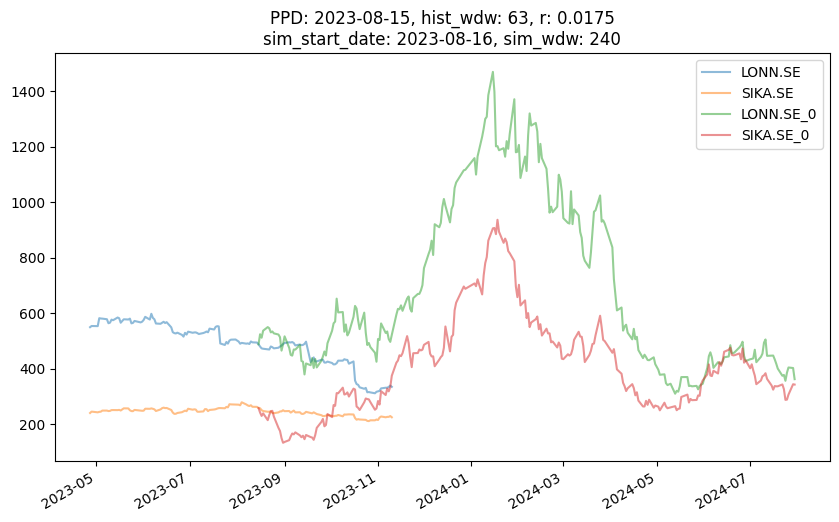 PPD: 2023-08-15, hist_wdw: 63, r: 0.0175
sim_start_date: 2023-08-16, sim_wdw: 240
LONN.SE
SIKA.SE
LONN.SE_0
SIKA.SE_0
1400
1200
1000
800
600
400
200
2023-05
2023-07
2023-09
2023-11
2024-01
2024-03
2024-05
2024-07